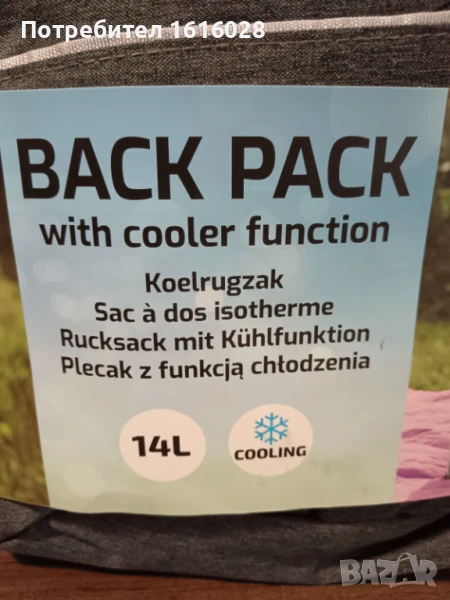 Потребител 1616028
BACK PACK
with cooler function
Koelrugzak
Sac à dos isotherme
Rucksack mit Kühlfunktion
Plecak z funkcją chłodzenia
14L
COOLING
BAZAR